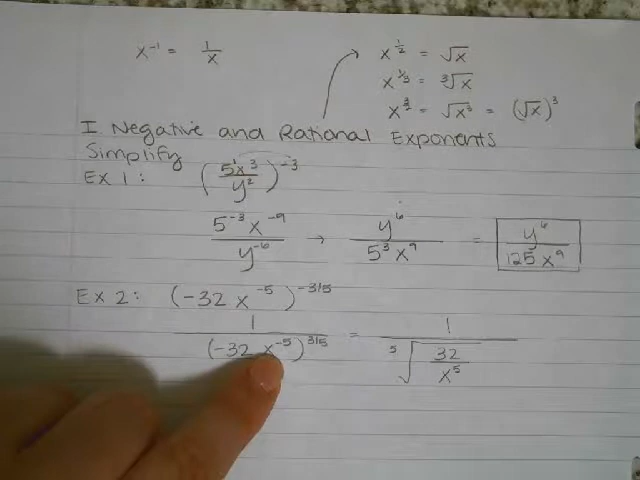 x⁻¹ = 1/x
x^(1/2) = √x
x^(1/3) = ∛x
x^(3/2) = √x³ = (√x)³
I Negative and Rational Exponents
Simplify
EX 1: (5¹x³/y²)⁻³
5⁻³x⁻⁹/y⁻⁶ → y⁶/5³x⁹ = y⁶/125x⁹
EX 2: (-32x⁻⁵)^(-3/5)
1/(-32x⁻⁵)^(3/5) = 1/⁵√(32/x⁵)